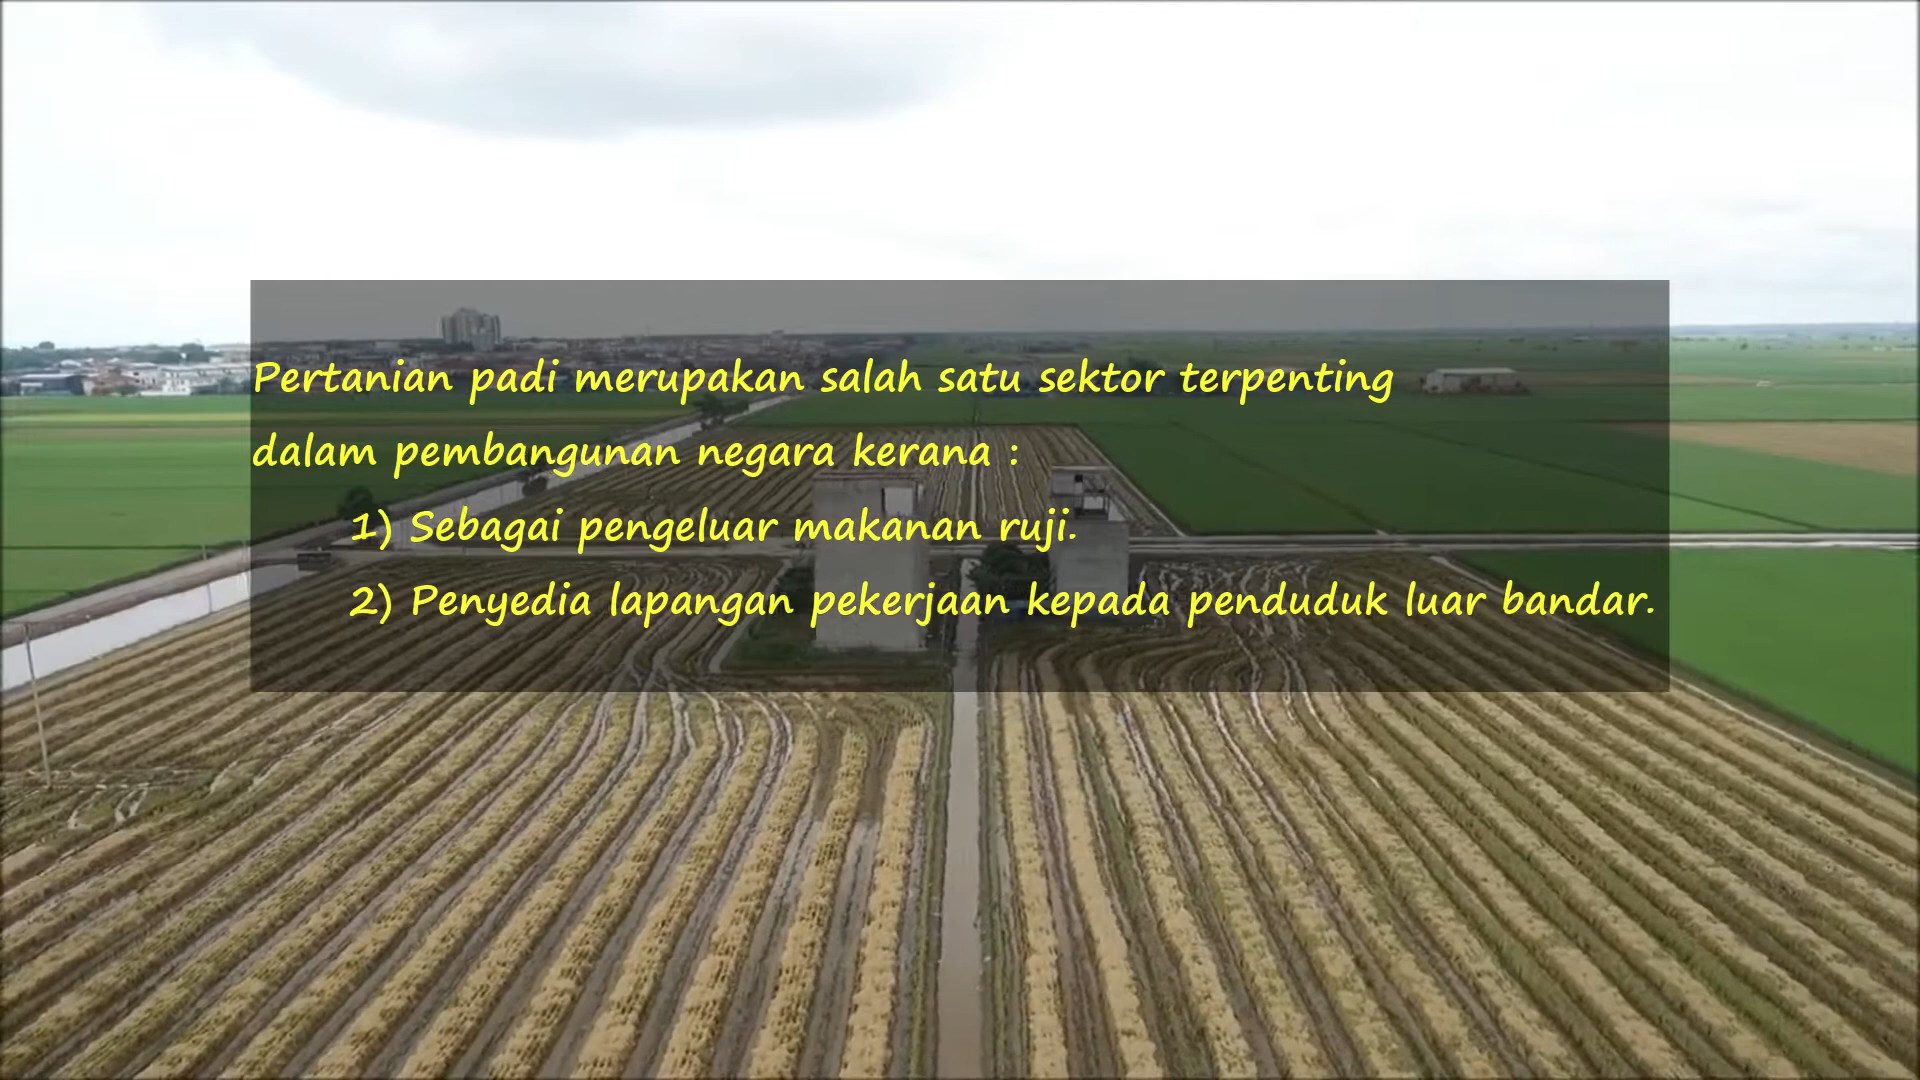 Pertanian padi merupakan salah satu sektor terpenting
dalam pembangunan negara kerana :
1) Sebagai pengeluar makanan ruji.
2) Penyedia lapangan pekerjaan kepada penduduk luar bandar.